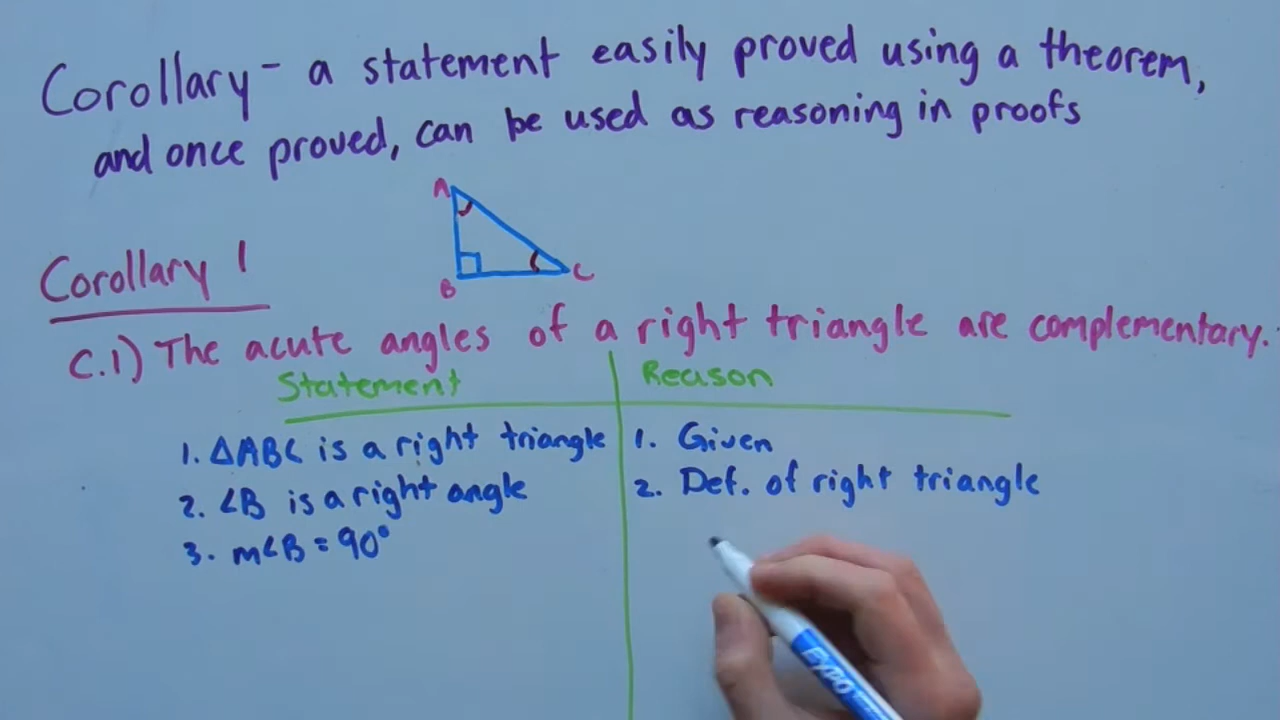 Corollary - a statement easily proved using a theorem,
and once proved, can be used as reasoning in proofs
A
B
C
Corollary 1
C.1) The acute angles of a right triangle are complementary.
Statement
Reason
1. △ABC is a right triangle
1. Given
2. ∠B is a right angle
2. Def. of right triangle
3. m∠B = 90°
EXPO